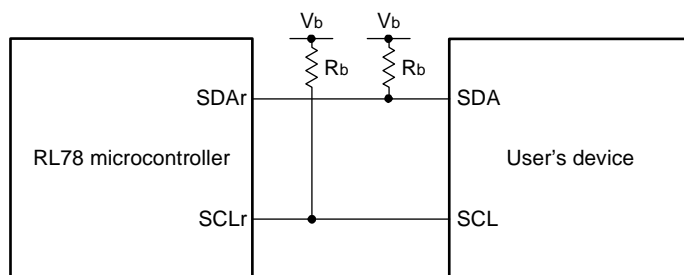 Vb Vb
Rb Rb
SDAr SDA
RL78 microcontroller User's device
SCLr SCL